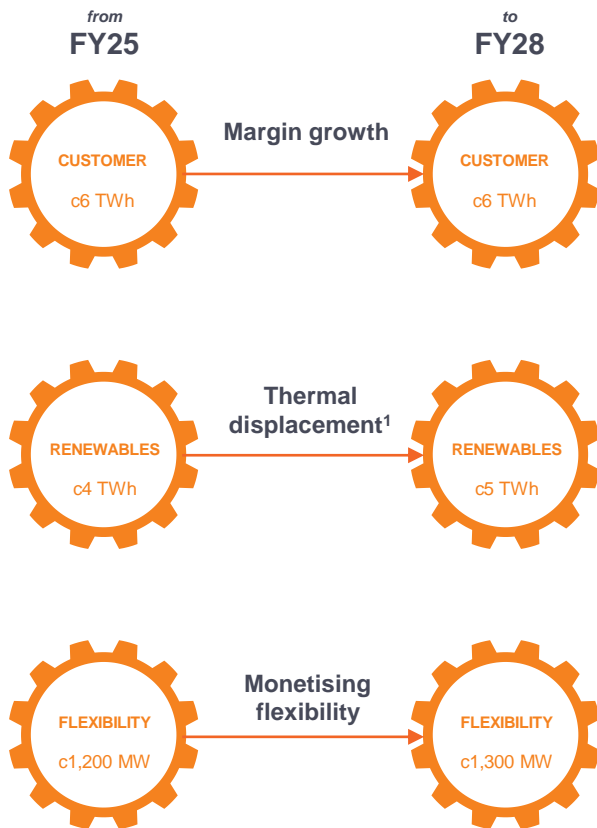 from
FY25
to
FY28
CUSTOMER
c6 TWh
Margin growth
CUSTOMER
c6 TWh
RENEWABLES
c4 TWh
Thermal
displacement¹
RENEWABLES
c5 TWh
FLEXIBILITY
c1,200 MW
Monetising
flexibility
FLEXIBILITY
c1,300 MW